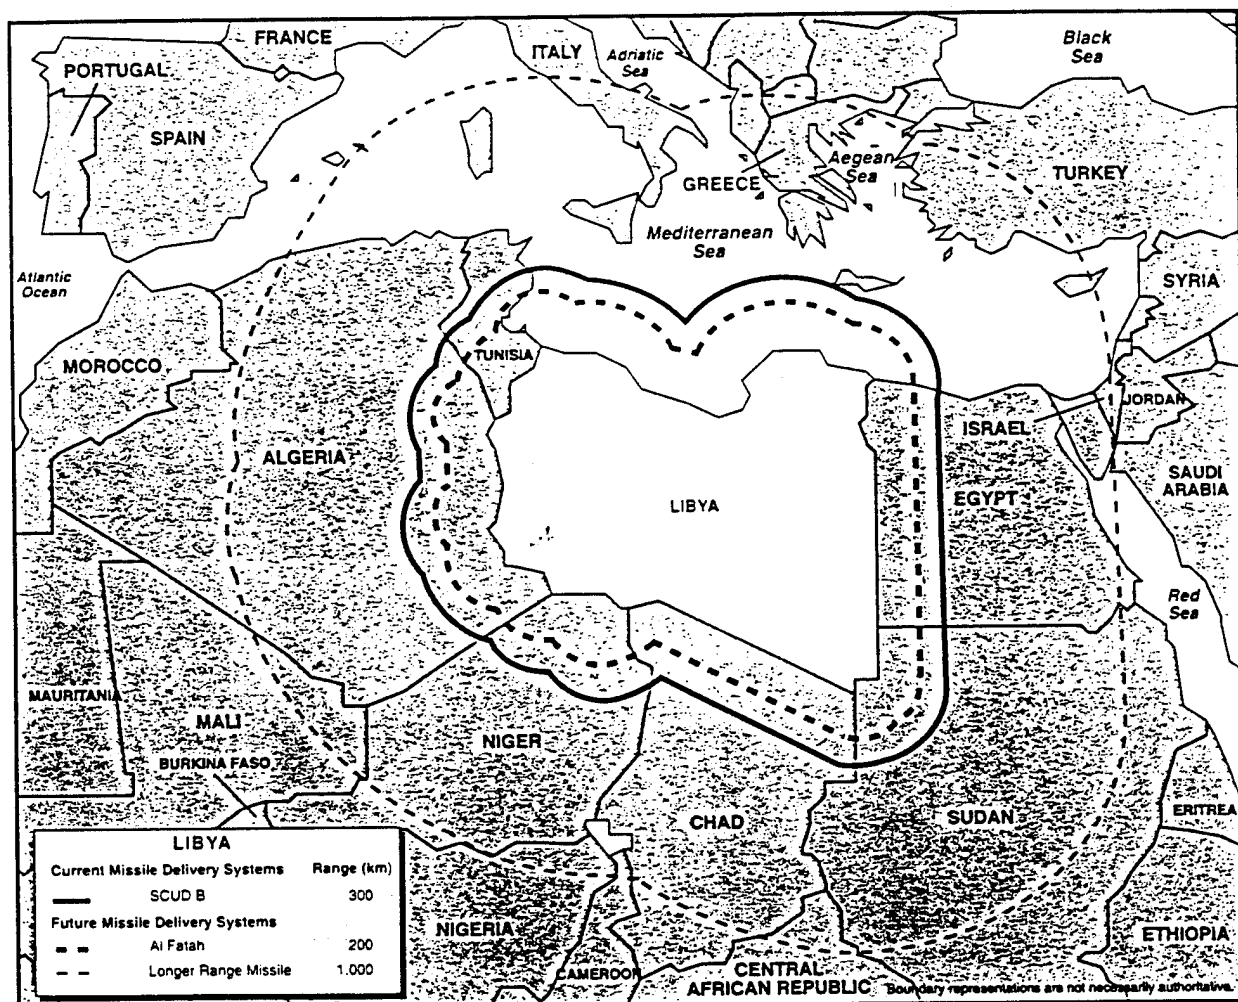 FRANCE
ITALY
Adriatic
Sea
Black
Sea
PORTUGAL
SPAIN
Aegean
Sea
TURKEY
GREECE
Mediterranean
Sea
Atlantic
Ocean
SYRIA
MOROCCO
TUNISIA
JORDAN
ISRAEL
ALGERIA
SAUDI
ARABIA
EGYPT
LIBYA
Red
Sea
MAURITANIA
MALI
NIGER
BURKINA FASO
CHAD
SUDAN
ERITREA
NIGERIA
ETHIOPIA
CAMEROON
CENTRAL
AFRICAN REPUBLIC
LIBYA
Current Missile Delivery Systems Range (km)
SCUD B 300
Future Missile Delivery Systems
Al Fatah 200
Longer Range Missile 1,000
Boundary representations are not necessarily authoritative.